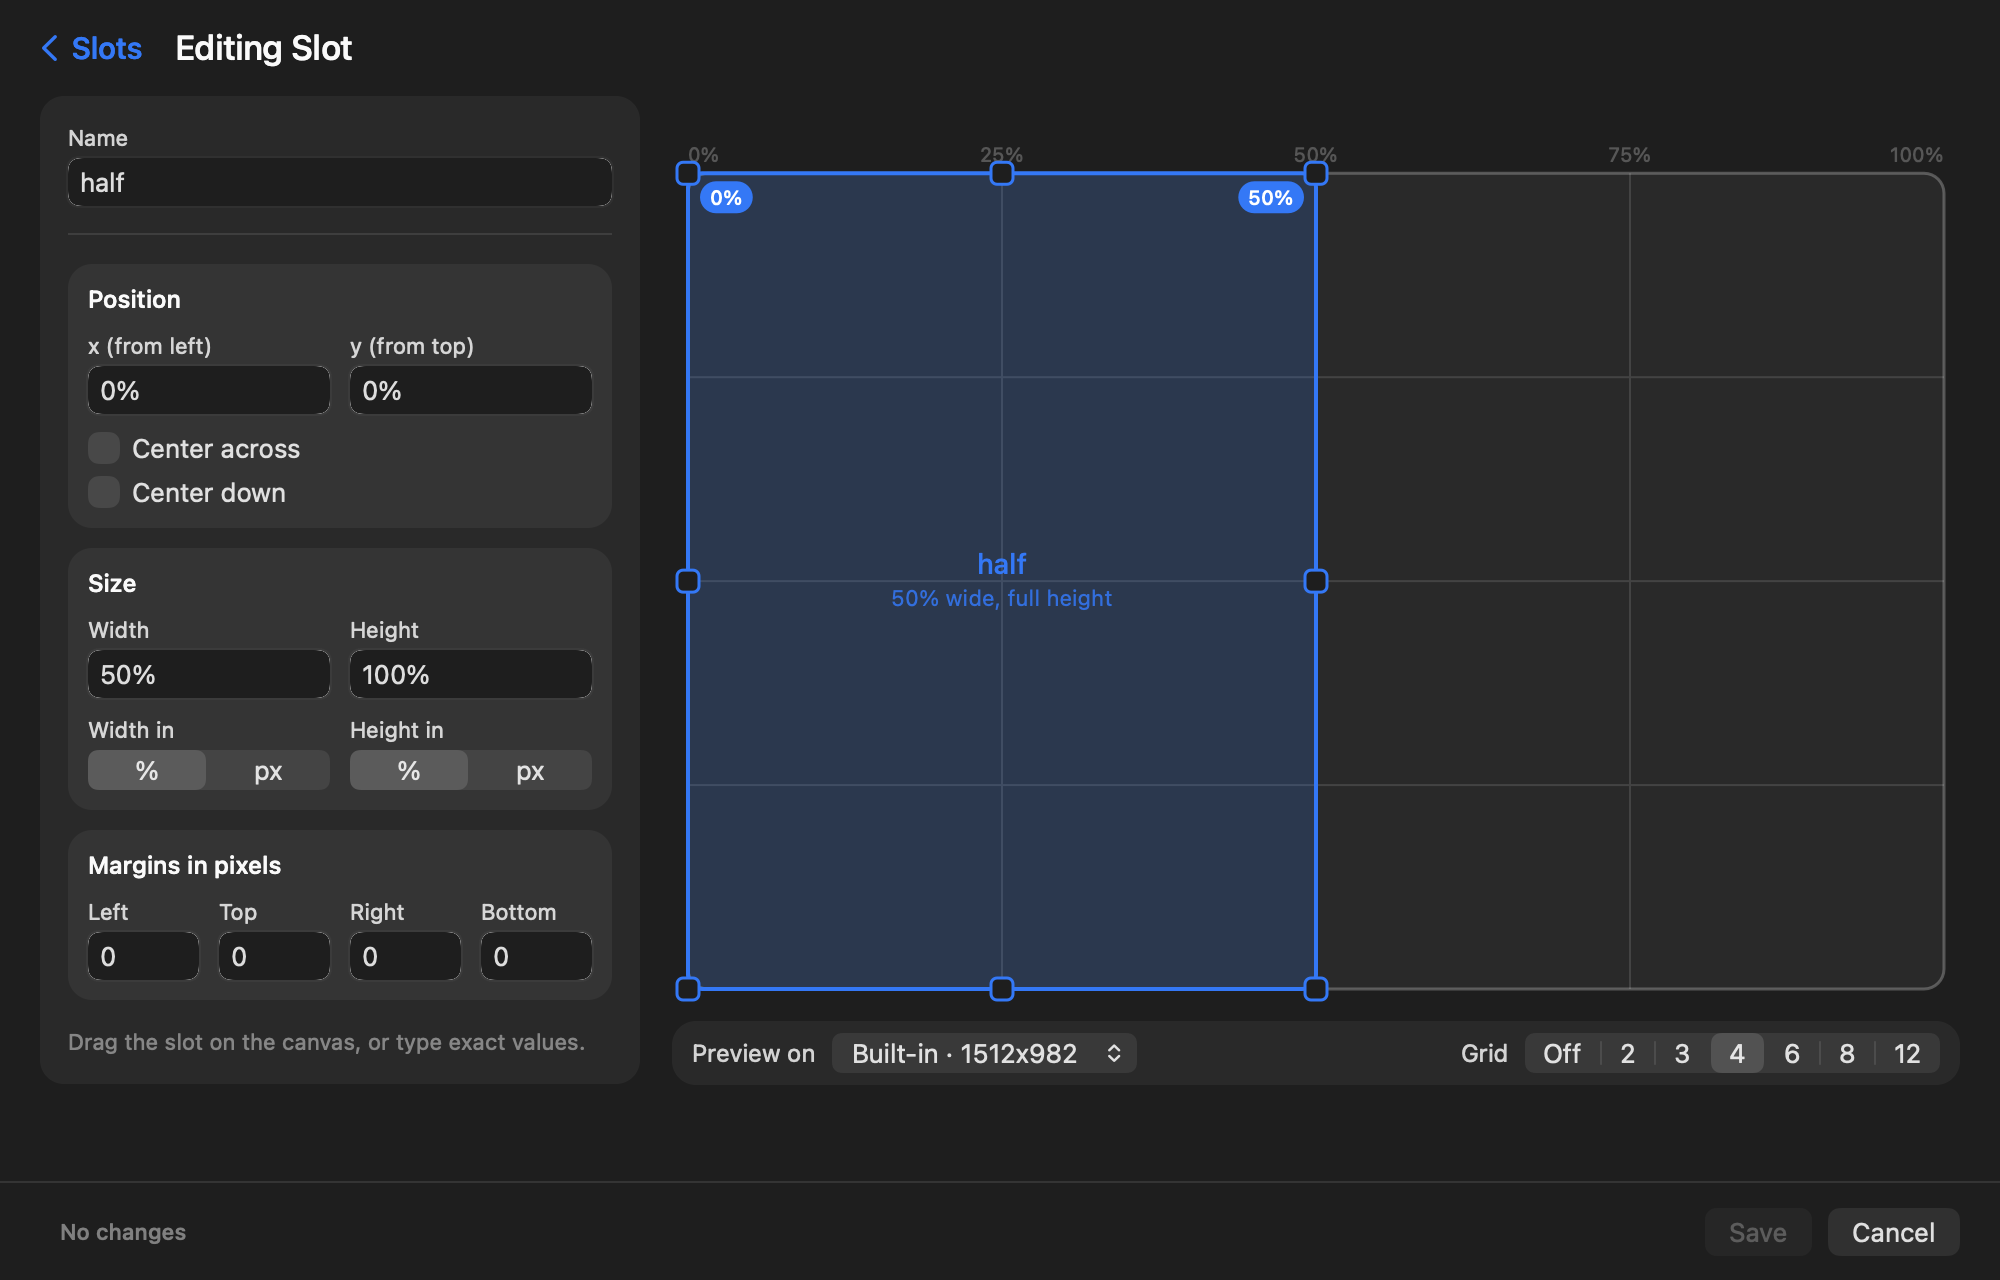 Slots Editing Slot
Name
half
Position
x (from left) y (from top)
0% 0%
Center across
Center down
Size
Width Height
50% 100%
Width in Height in
% px % px
Margins in pixels
Left Top Right Bottom
0 0 0 0
Drag the slot on the canvas, or type exact values.
0% 25% 50% 75% 100%
0% 50%
half
50% wide, full height
Preview on Built-in · 1512x982 Grid Off 2 3 4 6 8 12
No changes Save Cancel